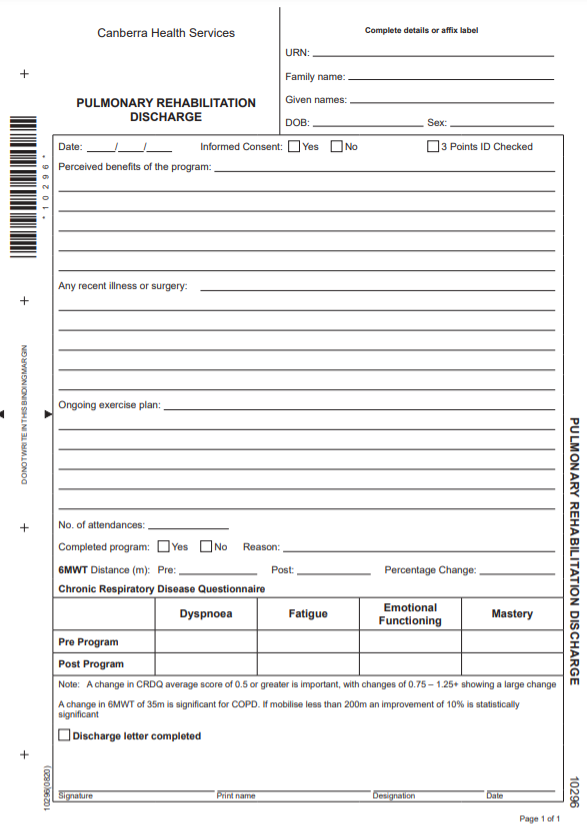 Canberra Health Services
Complete details or affix label
URN:
Family name:
Given names:
DOB: Sex:
PULMONARY REHABILITATION
DISCHARGE
Date: / /
Informed Consent: Yes No
3 Points ID Checked
Perceived benefits of the program:
Any recent illness or surgery:
Ongoing exercise plan:
No. of attendances:
Completed program: Yes No Reason:
6MWT Distance (m): Pre: Post: Percentage Change:
Chronic Respiratory Disease Questionnaire
Dyspnoea Fatigue Emotional Functioning Mastery
Pre Program
Post Program
Note: A change in CRDQ average score of 0.5 or greater is important, with changes of 0.75 – 1.25+ showing a large change
A change in 6MWT of 35m is significant for COPD. If mobilise less than 200m an improvement of 10% is statistically
significant
Discharge letter completed
Signature Print name Designation Date
Page 1 of 1
*10296*
DO NOT WRITE IN THIS BINDING MARGIN
10296(0820)
PULMONARY REHABILITATION DISCHARGE
10296